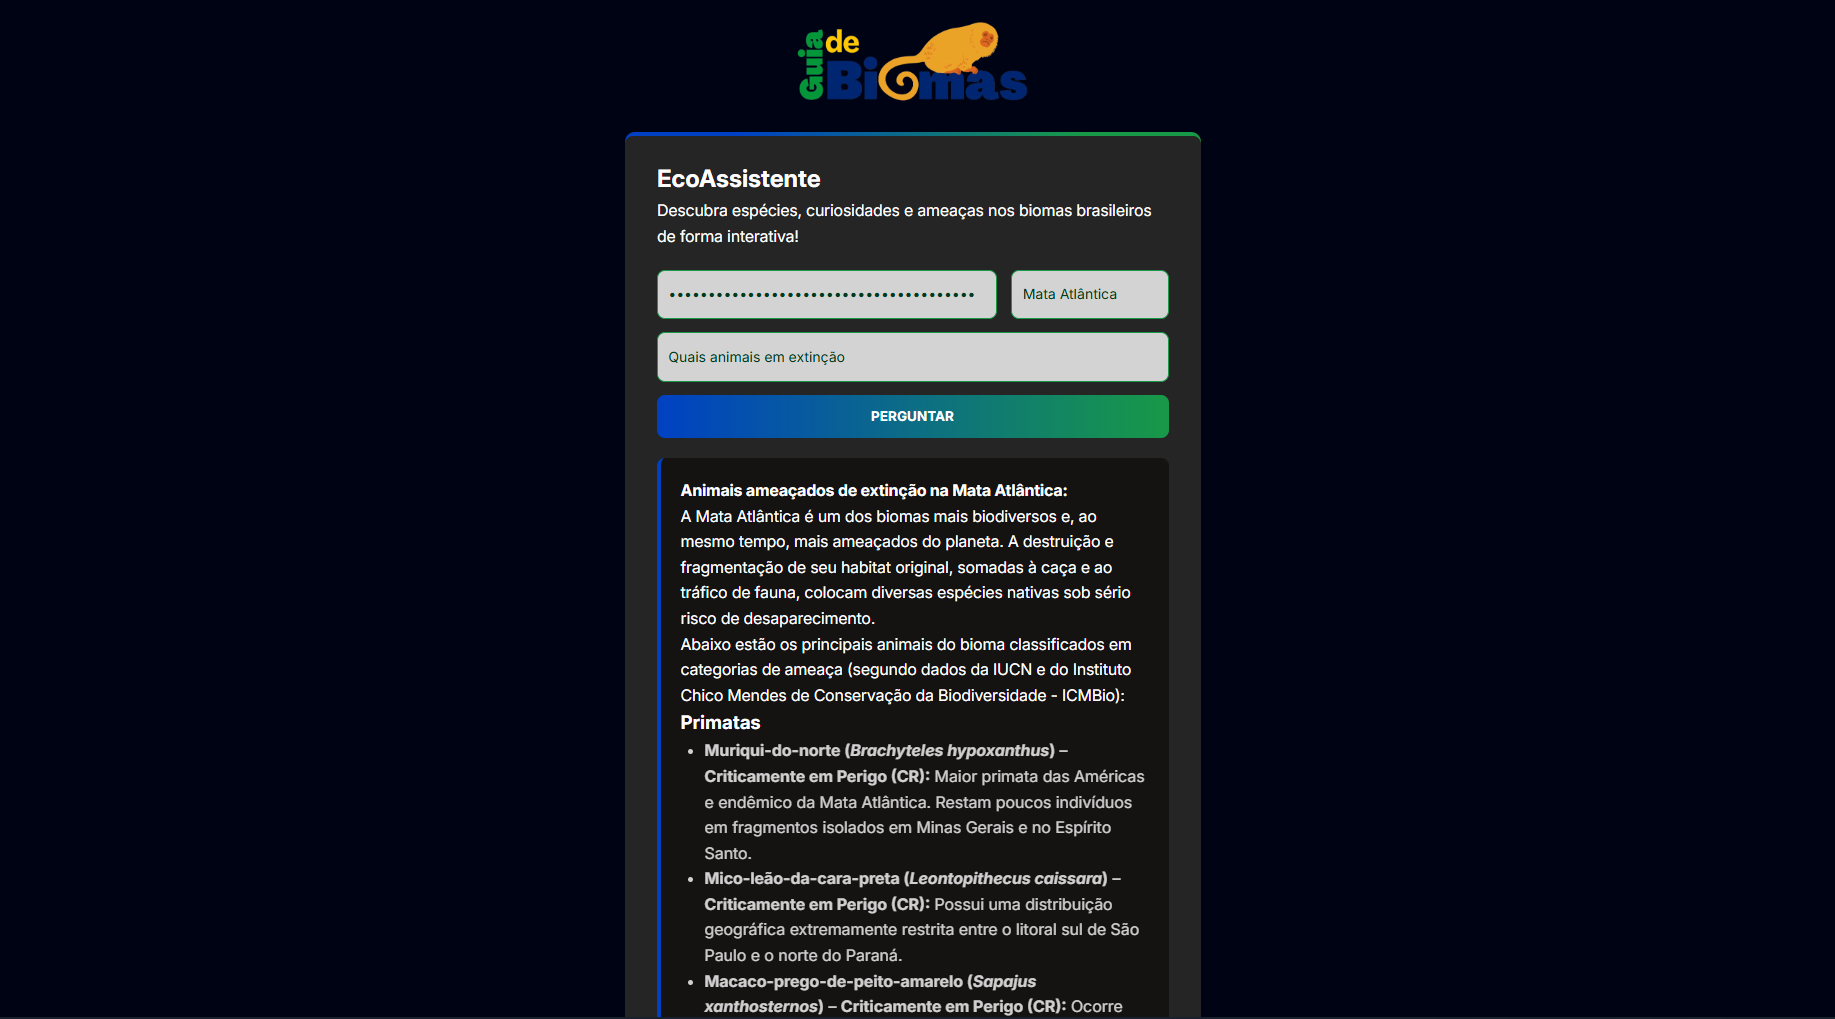 Guia de Biomas
EcoAssistente
Descubra espécies, curiosidades e ameaças nos biomas brasileiros
de forma interativa!
•••••••••••••••••••••••••••••••••••••••
Mata Atlântica
Quais animais em extinção
PERGUNTAR
Animais ameaçados de extinção na Mata Atlântica:
A Mata Atlântica é um dos biomas mais biodiversos e, ao
mesmo tempo, mais ameaçados do planeta. A destruição e
fragmentação de seu habitat original, somadas à caça e ao
tráfico de fauna, colocam diversas espécies nativas sob sério
risco de desaparecimento.
Abaixo estão os principais animais do bioma classificados em
categorias de ameaça (segundo dados da IUCN e do Instituto
Chico Mendes de Conservação da Biodiversidade - ICMBio):
Primatas
• Muriqui-do-norte (Brachyteles hypoxanthus) –
Criticamente em Perigo (CR): Maior primata das Américas
e endêmico da Mata Atlântica. Restam poucos indivíduos
em fragmentos isolados em Minas Gerais e no Espírito
Santo.
• Mico-leão-da-cara-preta (Leontopithecus caissara) –
Criticamente em Perigo (CR): Possui uma distribuição
geográfica extremamente restrita entre o litoral sul de São
Paulo e o norte do Paraná.
• Macaco-prego-de-peito-amarelo (Sapajus
xanthosternos) – Criticamente em Perigo (CR): Ocorre